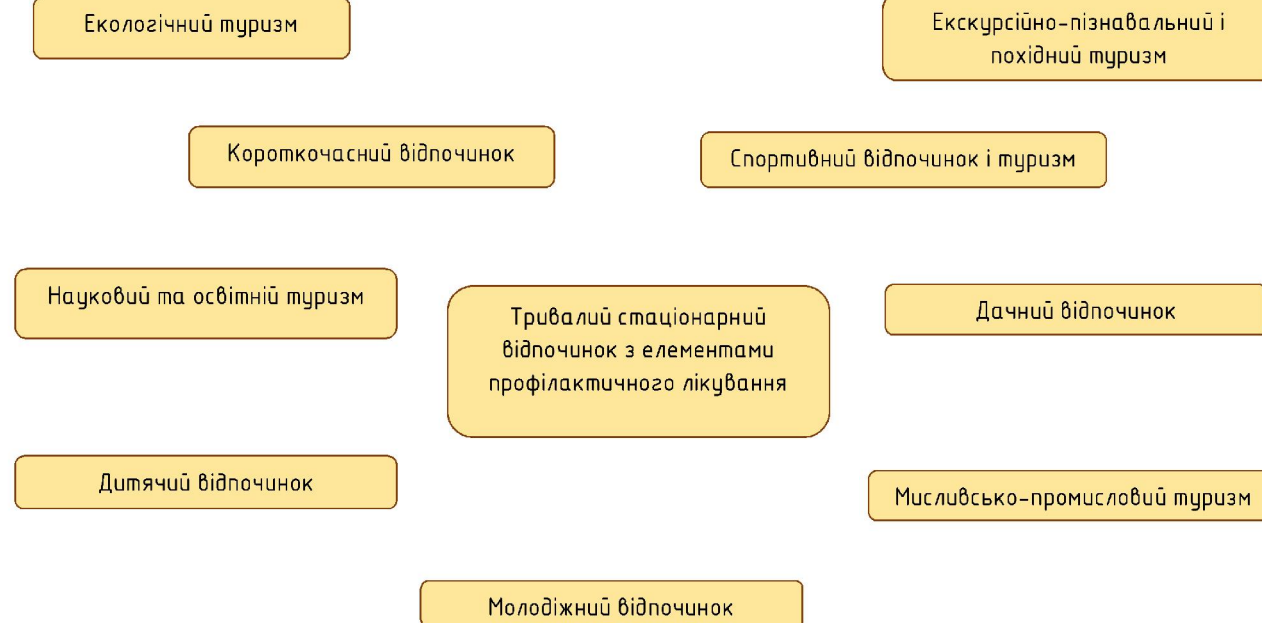 Екологічний туризм
Екскурсійно-пізнавальний і
похідний туризм
Короткочасний відпочинок
Спортивний відпочинок і туризм
Науковий та освітній туризм
Тривалий стаціонарний
відпочинок з елементами
профілактичного лікування
Дачний відпочинок
Дитячий відпочинок
Мисливсько-промисловий туризм
Молодіжний відпочинок